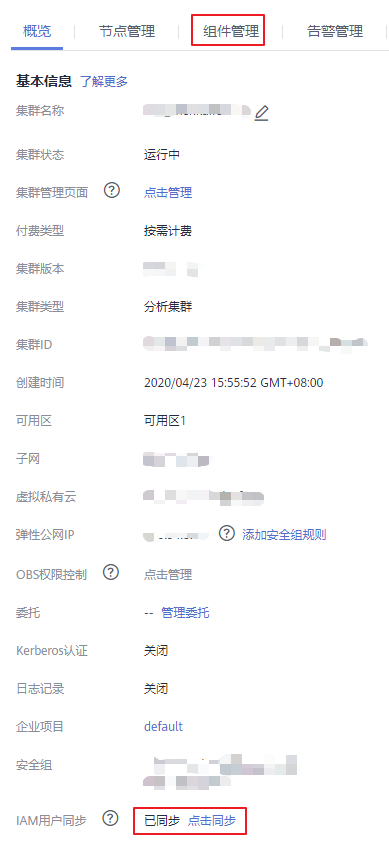 概览 节点管理 组件管理 告警管理
基本信息 了解更多
集群名称
集群状态 运行中
集群管理页面 ? 点击管理
付费类型 按需计费
集群版本
集群类型 分析集群
集群ID
创建时间 2020/04/23 15:55:52 GMT+08:00
可用区 可用区1
子网
虚拟私有云
弹性公网IP ? 添加安全组规则
OBS权限控制 ? 点击管理
委托 -- 管理委托
Kerberos认证 关闭
日志记录 关闭
企业项目 default
安全组
IAM用户同步 ? 已同步 点击同步